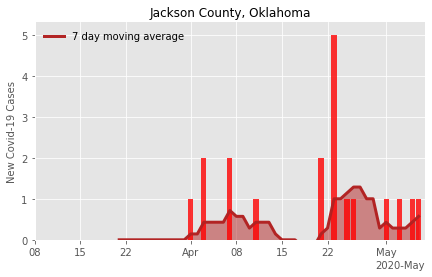 Jackson County, Oklahoma
7 day moving average
New Covid-19 Cases
5
4
3
2
1
0
08 15 22 Apr 08 15 22 May
2020-May